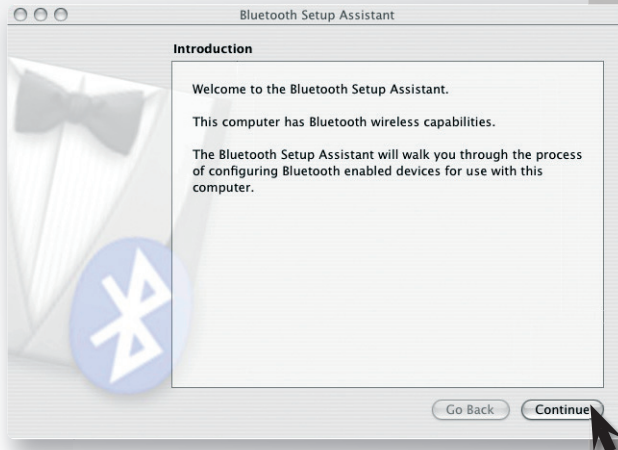 Bluetooth Setup Assistant
Introduction
Welcome to the Bluetooth Setup Assistant.
This computer has Bluetooth wireless capabilities.
The Bluetooth Setup Assistant will walk you through the process
of configuring Bluetooth enabled devices for use with this
computer.
Go Back
Continue